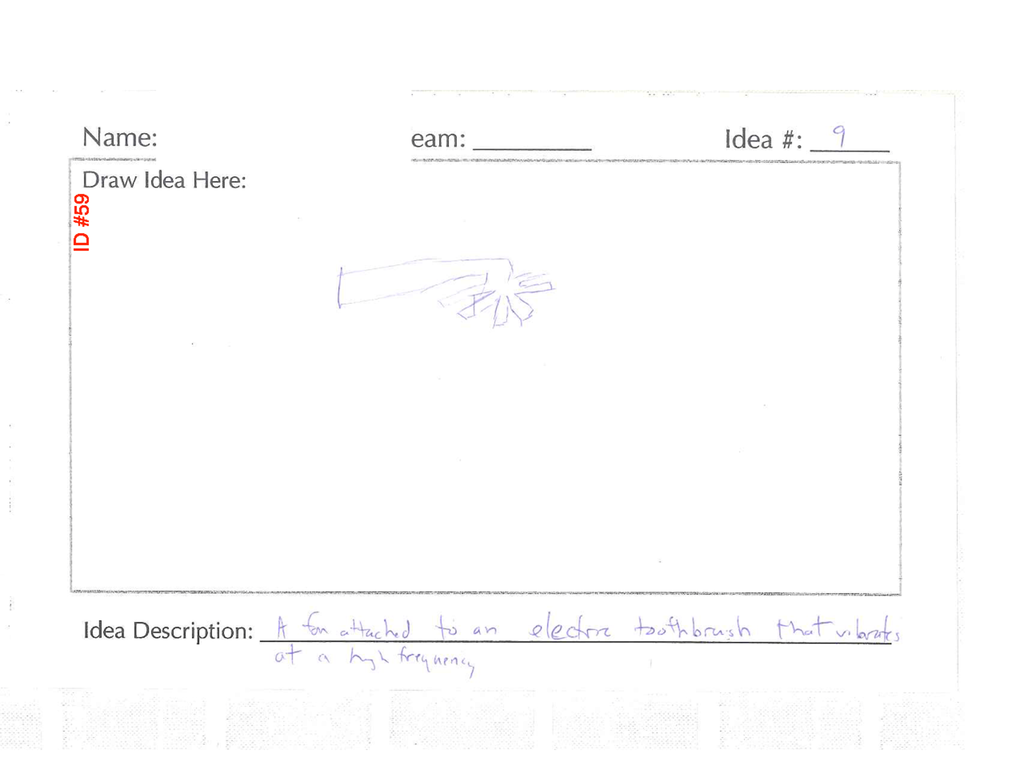 Name: eam: Idea #: 9
Draw Idea Here:
ID #59
Idea Description: A fan attached to an electric toothbrush that vibrates
at a high frequency